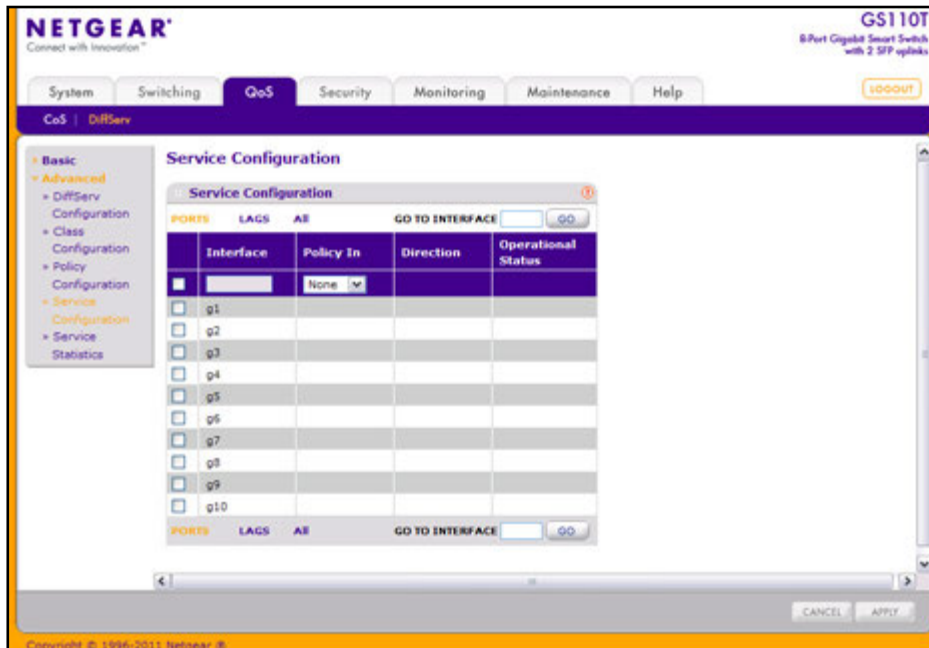 NETGEAR®
Connect with Innovation™
GS110T
8-Port Gigabit Smart Switch
with 2 SFP uplinks
System Switching QoS Security Monitoring Maintenance Help LOGOUT
CoS | DiffServ
Basic
Advanced
» DiffServ
Configuration
» Class
Configuration
» Policy
Configuration
» Service
Configuration
» Service
Statistics
Service Configuration
Service Configuration
PORTS LAGS All GO TO INTERFACE GO
Interface Policy In Direction Operational Status
None
g1
g2
g3
g4
g5
g6
g7
g8
g9
g10
PORTS LAGS All GO TO INTERFACE GO
CANCEL APPLY
Copyright © 1996-2011 Netgear ®